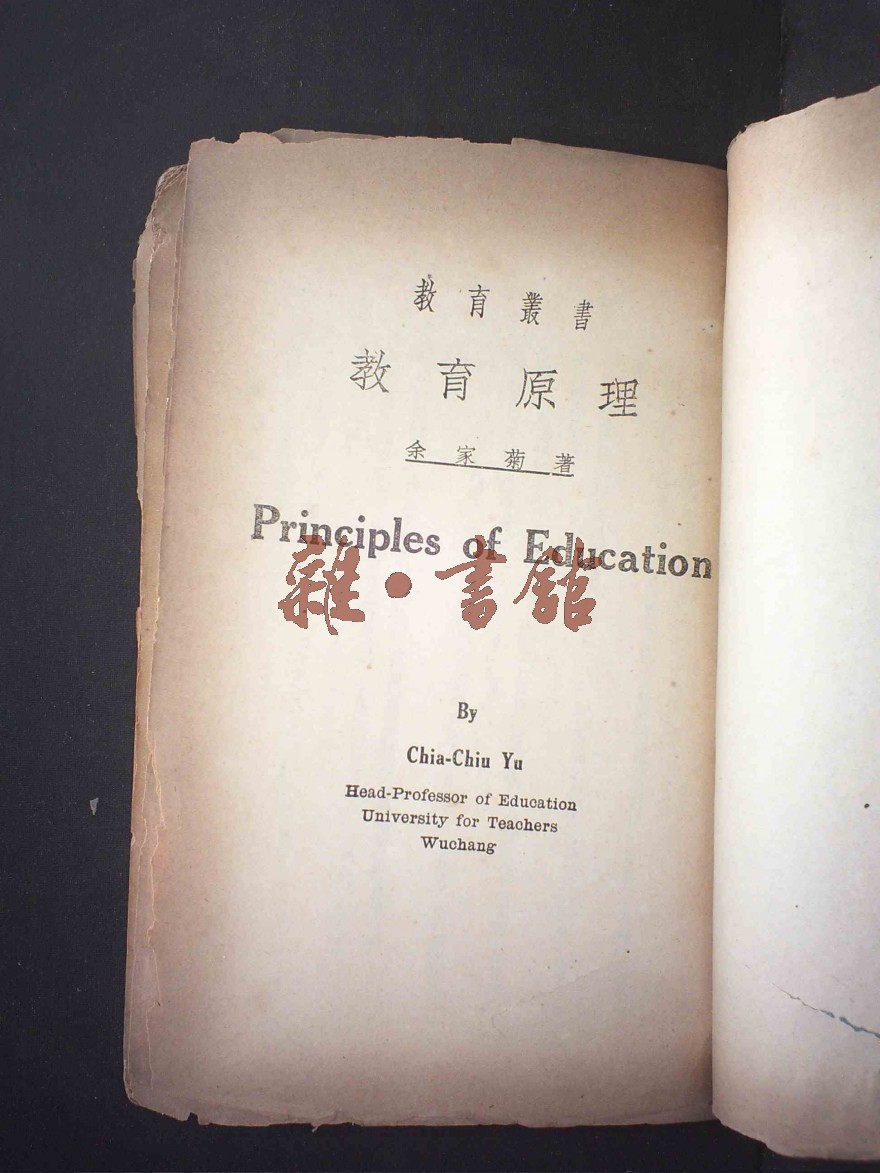 教育叢書
教育原理
余家菊著
Principles of Education
雜·書館
By
Chia-Chiu Yu
Head-Professor of Education
University for Teachers
Wuchang